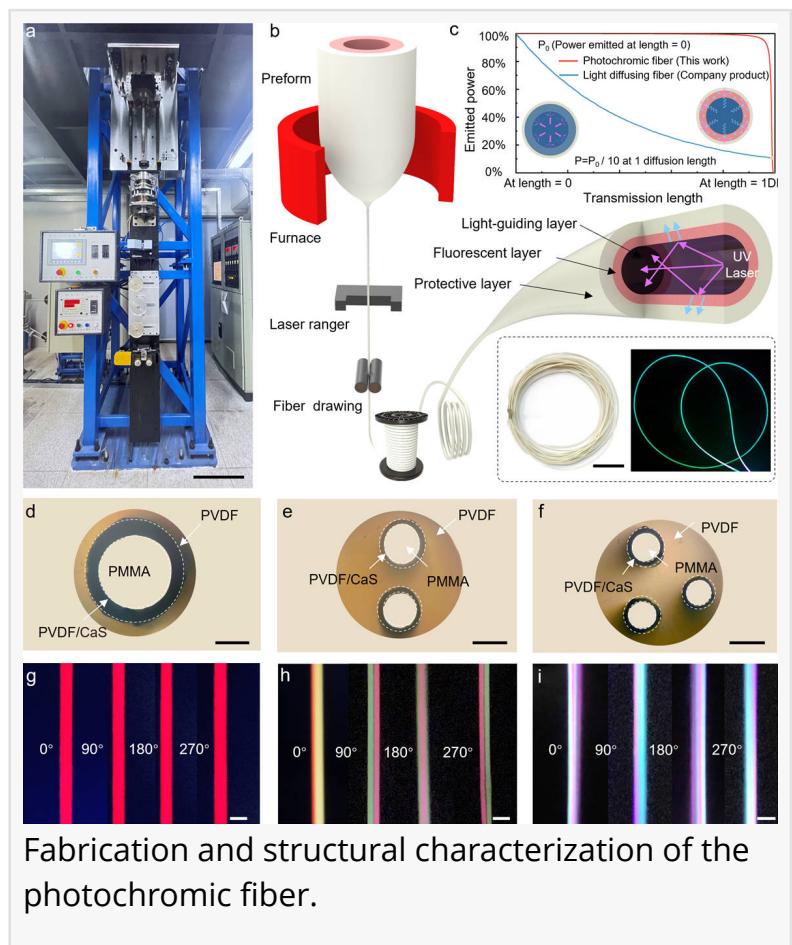 a
b
Preform
Furnace
Laser ranger
Fiber drawing
c
100%
80%
60%
40%
20%
0%
Emitted power
P₀ (Power emitted at length = 0)
Photochromic fiber (This work)
Light diffusing fiber (Company product)
P=P₀ / 10 at 1 diffusion length
At length = 0
At length = 1D
Transmission length
Light-guiding layer
Fluorescent layer
Protective layer
UV
Laser
d
PVDF
PMMA
PVDF/CaS
e
PVDF
PVDF/CaS
PMMA
f
PVDF
PVDF/CaS
PMMA
g
0° 90° 180° 270°
h
0° 90° 180° 270°
i
0° 90° 180° 270°
Fabrication and structural characterization of the
photochromic fiber.